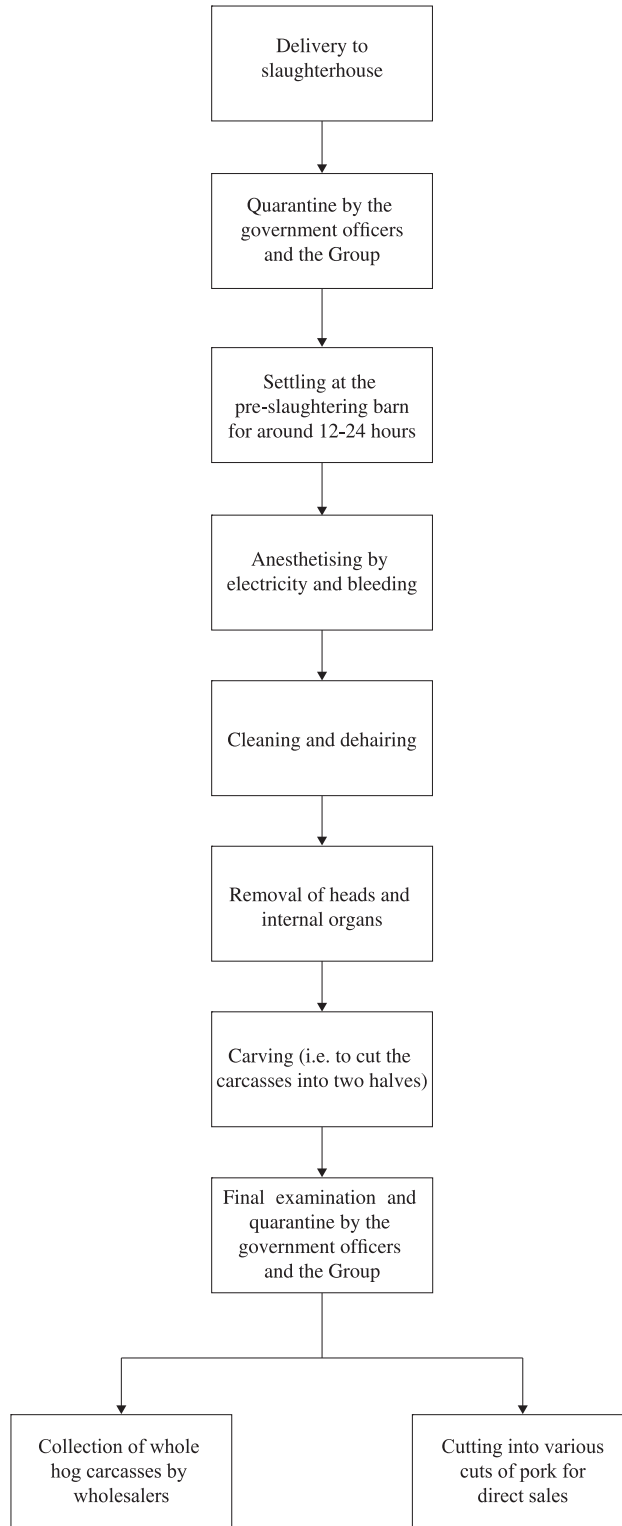 Delivery to
slaughterhouse
Quarantine by the
government officers
and the Group
Settling at the
pre-slaughtering barn
for around 12-24 hours
Anesthetising by
electricity and bleeding
Cleaning and dehairing
Removal of heads and
internal organs
Carving (i.e. to cut the
carcasses into two halves)
Final examination and
quarantine by the
government officers
and the Group
Collection of whole
hog carcasses by
wholesalers
Cutting into various
cuts of pork for
direct sales